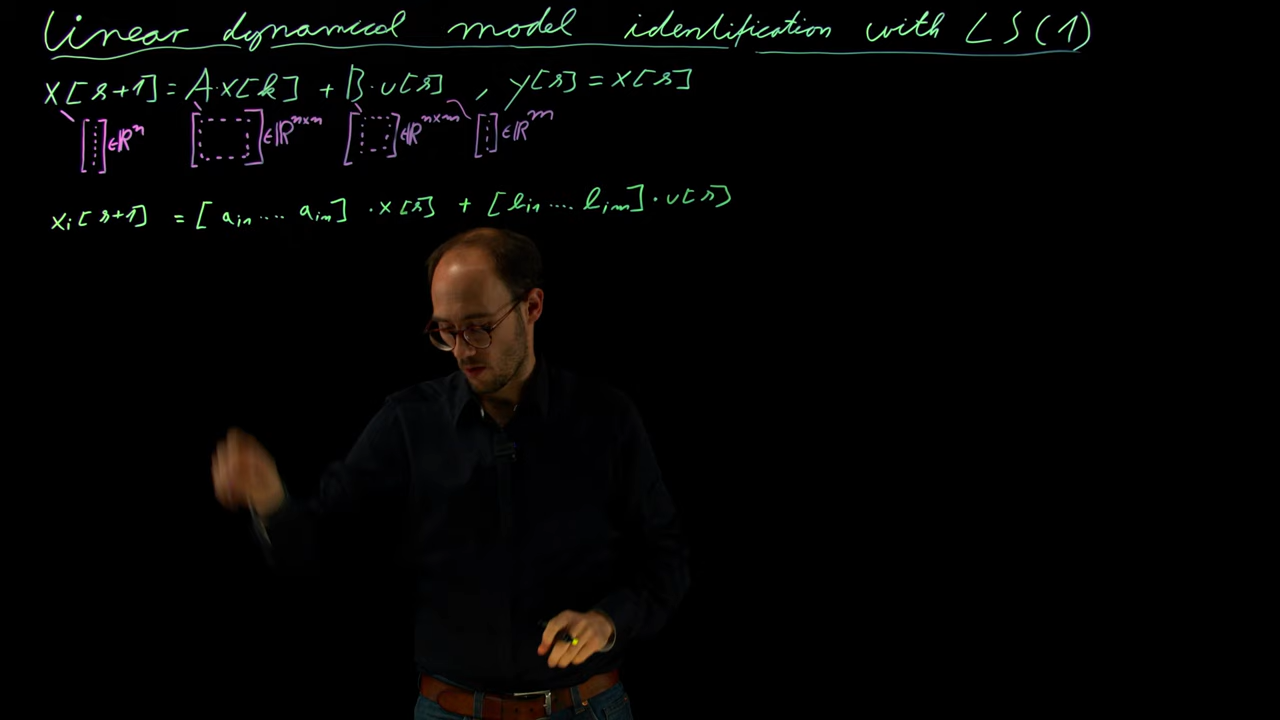 Linear dynamical model identification with LS(1)
x[k+1] = A·x[k] + B·u[k] , y[k] = x[k]
[ ] ∈ ℝⁿ [ ] ∈ ℝⁿˣⁿ [ ] ∈ ℝⁿˣᵐ [ ] ∈ ℝᵐ
xᵢ[k+1] = [aᵢ₁ .... aᵢₙ] · x[k] + [bᵢ₁ .... bᵢₘ] · u[k]